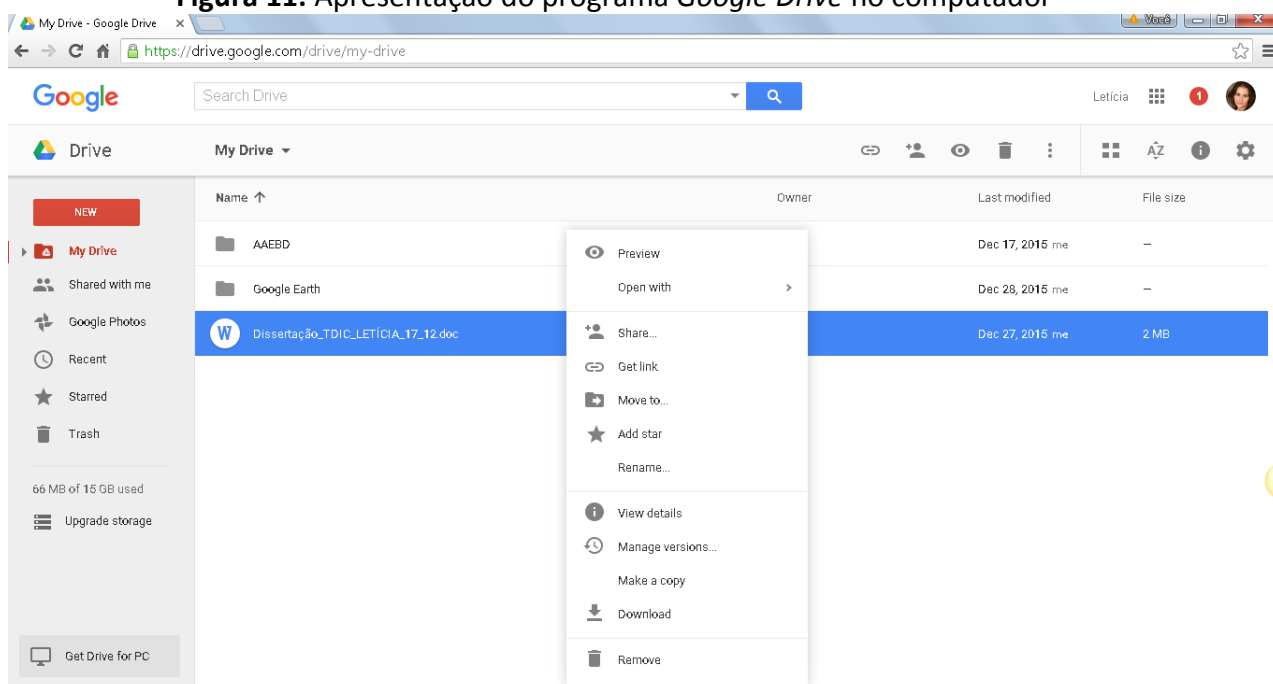 Figura 11: Apresentação do programa Google Drive no computador
My Drive - Google Drive
Você
https://drive.google.com/drive/my-drive
Google
Search Drive
Letícia
1
Drive
My Drive
AZ
Name
Owner
Last modified
File size
NEW
My Drive
Shared with me
Google Photos
Recent
Starred
Trash
66 MB of 15 GB used
Upgrade storage
Get Drive for PC
AAEBD
Dec 17, 2015 me
–
Google Earth
Dec 28, 2015 me
–
W
Dissertação_TDIC_LETÍCIA_17_12.doc
Dec 27, 2015 me
2 MB
Preview
Open with
Share...
Get link
Move to...
Add star
Rename...
View details
Manage versions...
Make a copy
Download
Remove